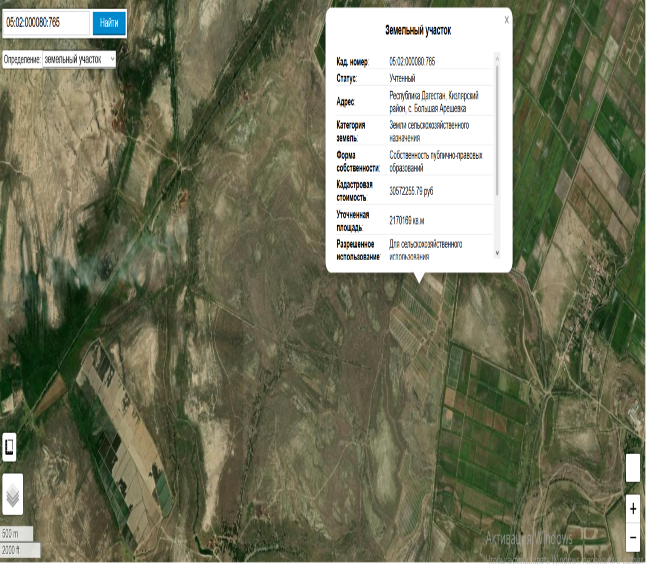 05:02:000080:765
Найти
Определение:
земельный участок
x
Земельный участок
Кад. номер:
05:02:000080:765
Статус:
Учтенный
Адрес:
Республика Дагестан, Кизлярский
район, с. Большая Арешевка
Категория
земель:
Земли сельскохозяйственного
назначения
Форма
собственности:
Собственность публично-правовых
образований
Кадастровая
стоимость:
30572255.79 руб
Уточненная
площадь:
2170169 кв.м
Разрешенное
использование
Для сельскохозяйственного
использования
+
−
500 m
2000 ft
Активация Windows